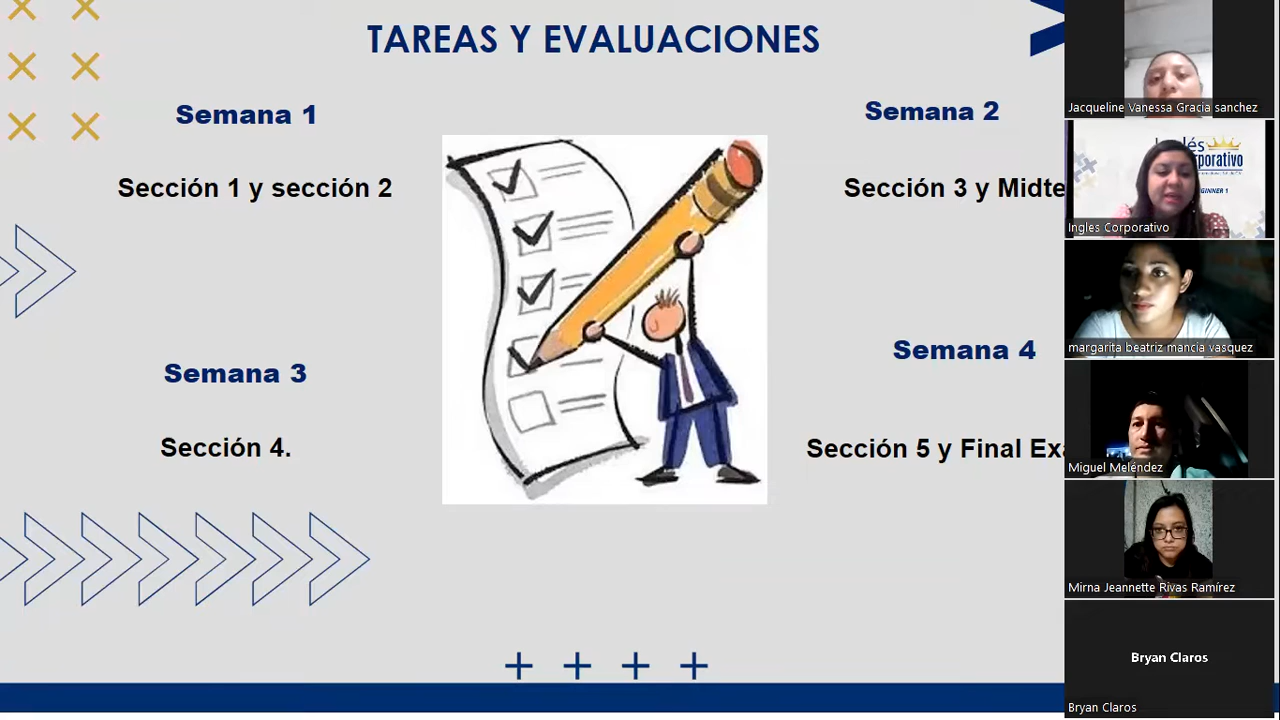 TAREAS Y EVALUACIONES
Semana 1
Sección 1 y sección 2
Semana 2
Sección 3 y Midte
Semana 3
Sección 4.
Semana 4
Sección 5 y Final Ex
Jacqueline Vanessa Gracia sanchez
Ingles Corporativo
margarita beatriz mancia vasquez
Miguel Meléndez
Mirna Jeannette Rivas Ramírez
Bryan Claros
Bryan Claros